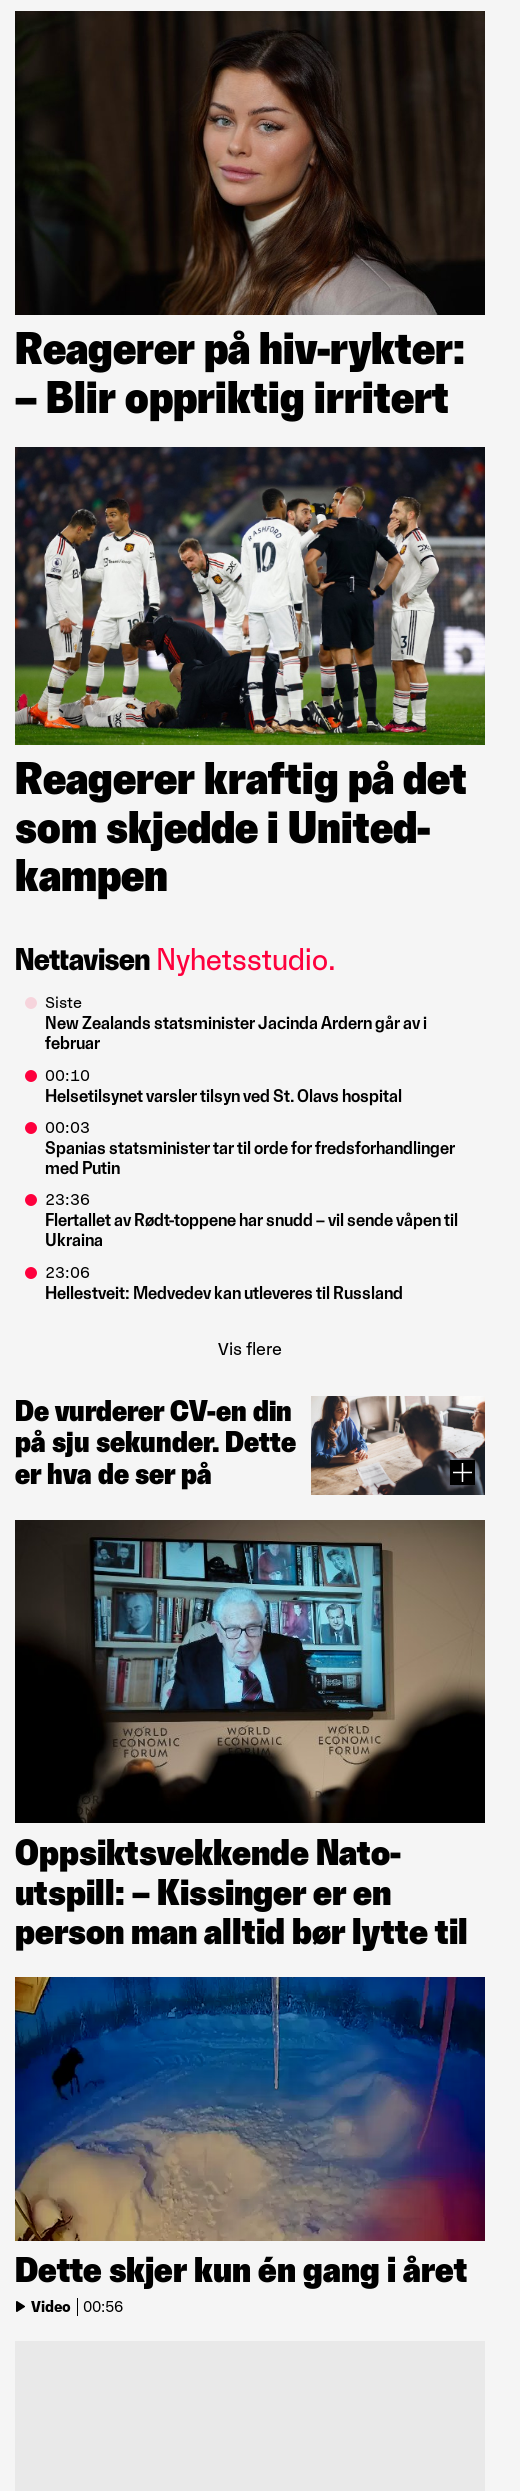 Reagerer på hiv-rykter:
– Blir oppriktig irritert
RASHFORD
10
3
Reagerer kraftig på det
som skjedde i United-
kampen
Nettavisen Nyhetsstudio.
Siste
New Zealands statsminister Jacinda Ardern går av i
februar
00:10
Helsetilsynet varsler tilsyn ved St. Olavs hospital
00:03
Spanias statsminister tar til orde for fredsforhandlinger
med Putin
23:36
Flertallet av Rødt-toppene har snudd – vil sende våpen til
Ukraina
23:06
Hellestveit: Medvedev kan utleveres til Russland
Vis flere
De vurderer CV-en din
på sju sekunder. Dette
er hva de ser på
WORLD ECONOMIC FORUM
WORLD ECONOMIC FORUM
WORLD ECONOMIC FORUM
Oppsiktsvekkende Nato-
utspill: – Kissinger er en
person man alltid bør lytte til
Dette skjer kun én gang i året
Video 00:56